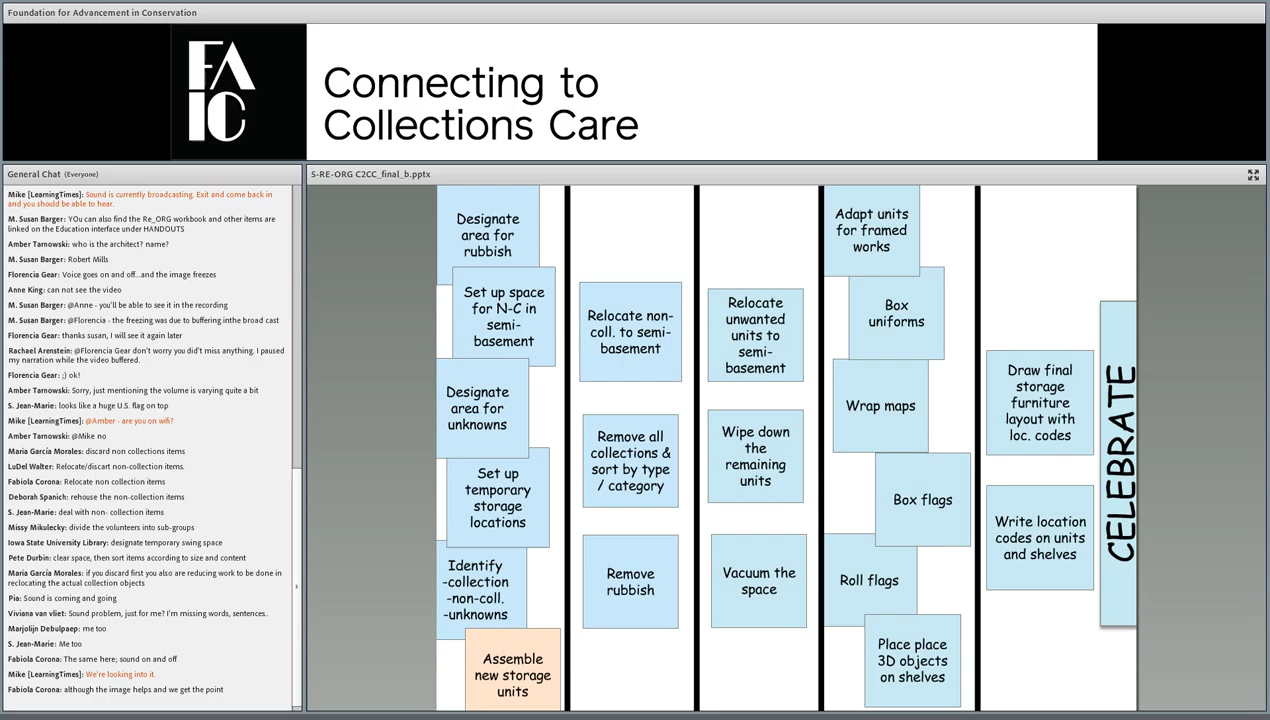 Foundation for Advancement in Conservation
FA
IC
Connecting to
Collections Care
General Chat (Everyone)
Mike [LearningTimes]: Sound is currently broadcasting. Exit and come back in
and you should be able to hear.
M. Susan Barger: YOu can also find the Re_ORG workbook and other items are
linked on the Education interface under HANDOUTS
Amber Tarnowski: who is the architect? name?
M. Susan Barger: Robert Mills
Florencia Gear: Voice goes on and off...and the image freezes
Anne King: can not see the video
M. Susan Barger: @Anne - you'll be able to see it in the recording
M. Susan Barger: @Florencia - the freezing was due to buffering inthe broad cast
Florencia Gear: thanks susan, I will see it again later
Rachael Arenstein: @Florencia Gear don't worry you did't miss anything. I paused
my narration while the video buffered.
Florencia Gear: ;) ok!
Amber Tarnowski: Sorry, just mentioning the volume is varying quite a bit
S. Jean-Marie: looks like a huge U.S. flag on top
Mike [LearningTimes]: @Amber - are you on wifi?
Amber Tarnowski: @Mike no
Maria García Morales: discard non collections items
LuDel Walter: Relocate/discart non-collection items.
Fabiola Corona: Relocate non collection items
Deborah Spanich: rehouse the non-collection items
S. Jean-Marie: deal with non- collection items
Missy Mikulecky: divide the volunteers into sub-groups
Iowa State University Library: designate temporary swing space
Pete Durbin: clear space, then sort items according to size and content
Maria García Morales: if you discard first you also are reducing work to be done in
reclocating the actual collection objects
Pia: Sound is coming and going
Viviana van vliet: Sound problem, just for me? I'm missing words, sentences..
Marjolijn Debulpaep: me too
S. Jean-Marie: Me too
Fabiola Corona: The same here; sound on and off
Mike [LearningTimes]: We're looking into it.
Fabiola Corona: although the image helps and we get the point
5-RE-ORG C2CC_final_b.pptx
Designate
area for
rubbish
Set up space
for N-C in
semi-
basement
Designate
area for
unknowns
Set up
temporary
storage
locations
Identify
-collection
-non-coll.
-unknowns
Assemble
new storage
units
Relocate non-
coll. to semi-
basement
Remove all
collections &
sort by type
/ category
Remove
rubbish
Relocate
unwanted
units to
semi-
basement
Wipe down
the
remaining
units
Vacuum the
space
Adapt units
for framed
works
Box
uniforms
Wrap maps
Box flags
Roll flags
Place place
3D objects
on shelves
Draw final
storage
furniture
layout with
loc. codes
Write location
codes on units
and shelves
CELEBRATE